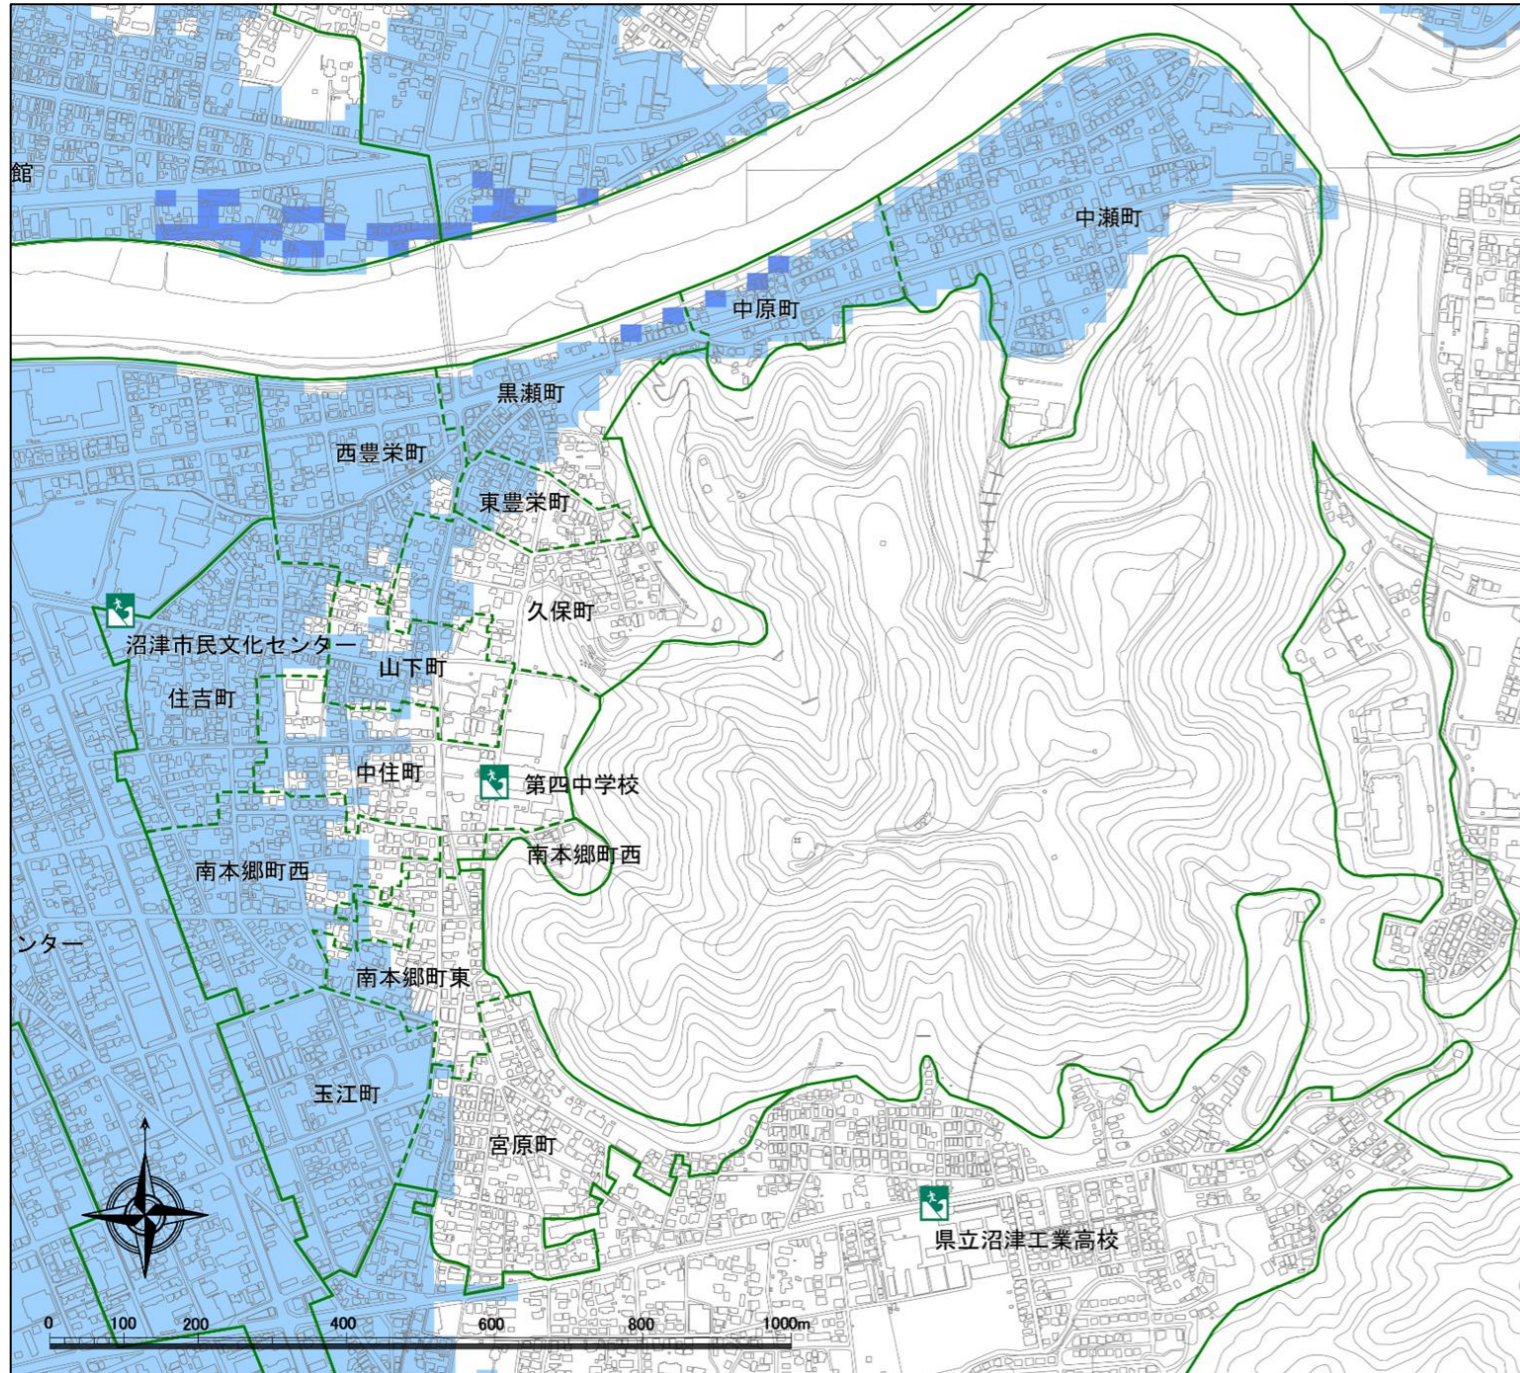 館
中瀬町
中原町
黒瀬町
西豊栄町
東豊栄町
久保町
沼津市民文化センター
山下町
住吉町
中住町
第四中学校
南本郷町西
南本郷町西
ンター
南本郷町東
玉江町
宮原町
県立沼津工業高校
0 100 200 400 600 800 1000m